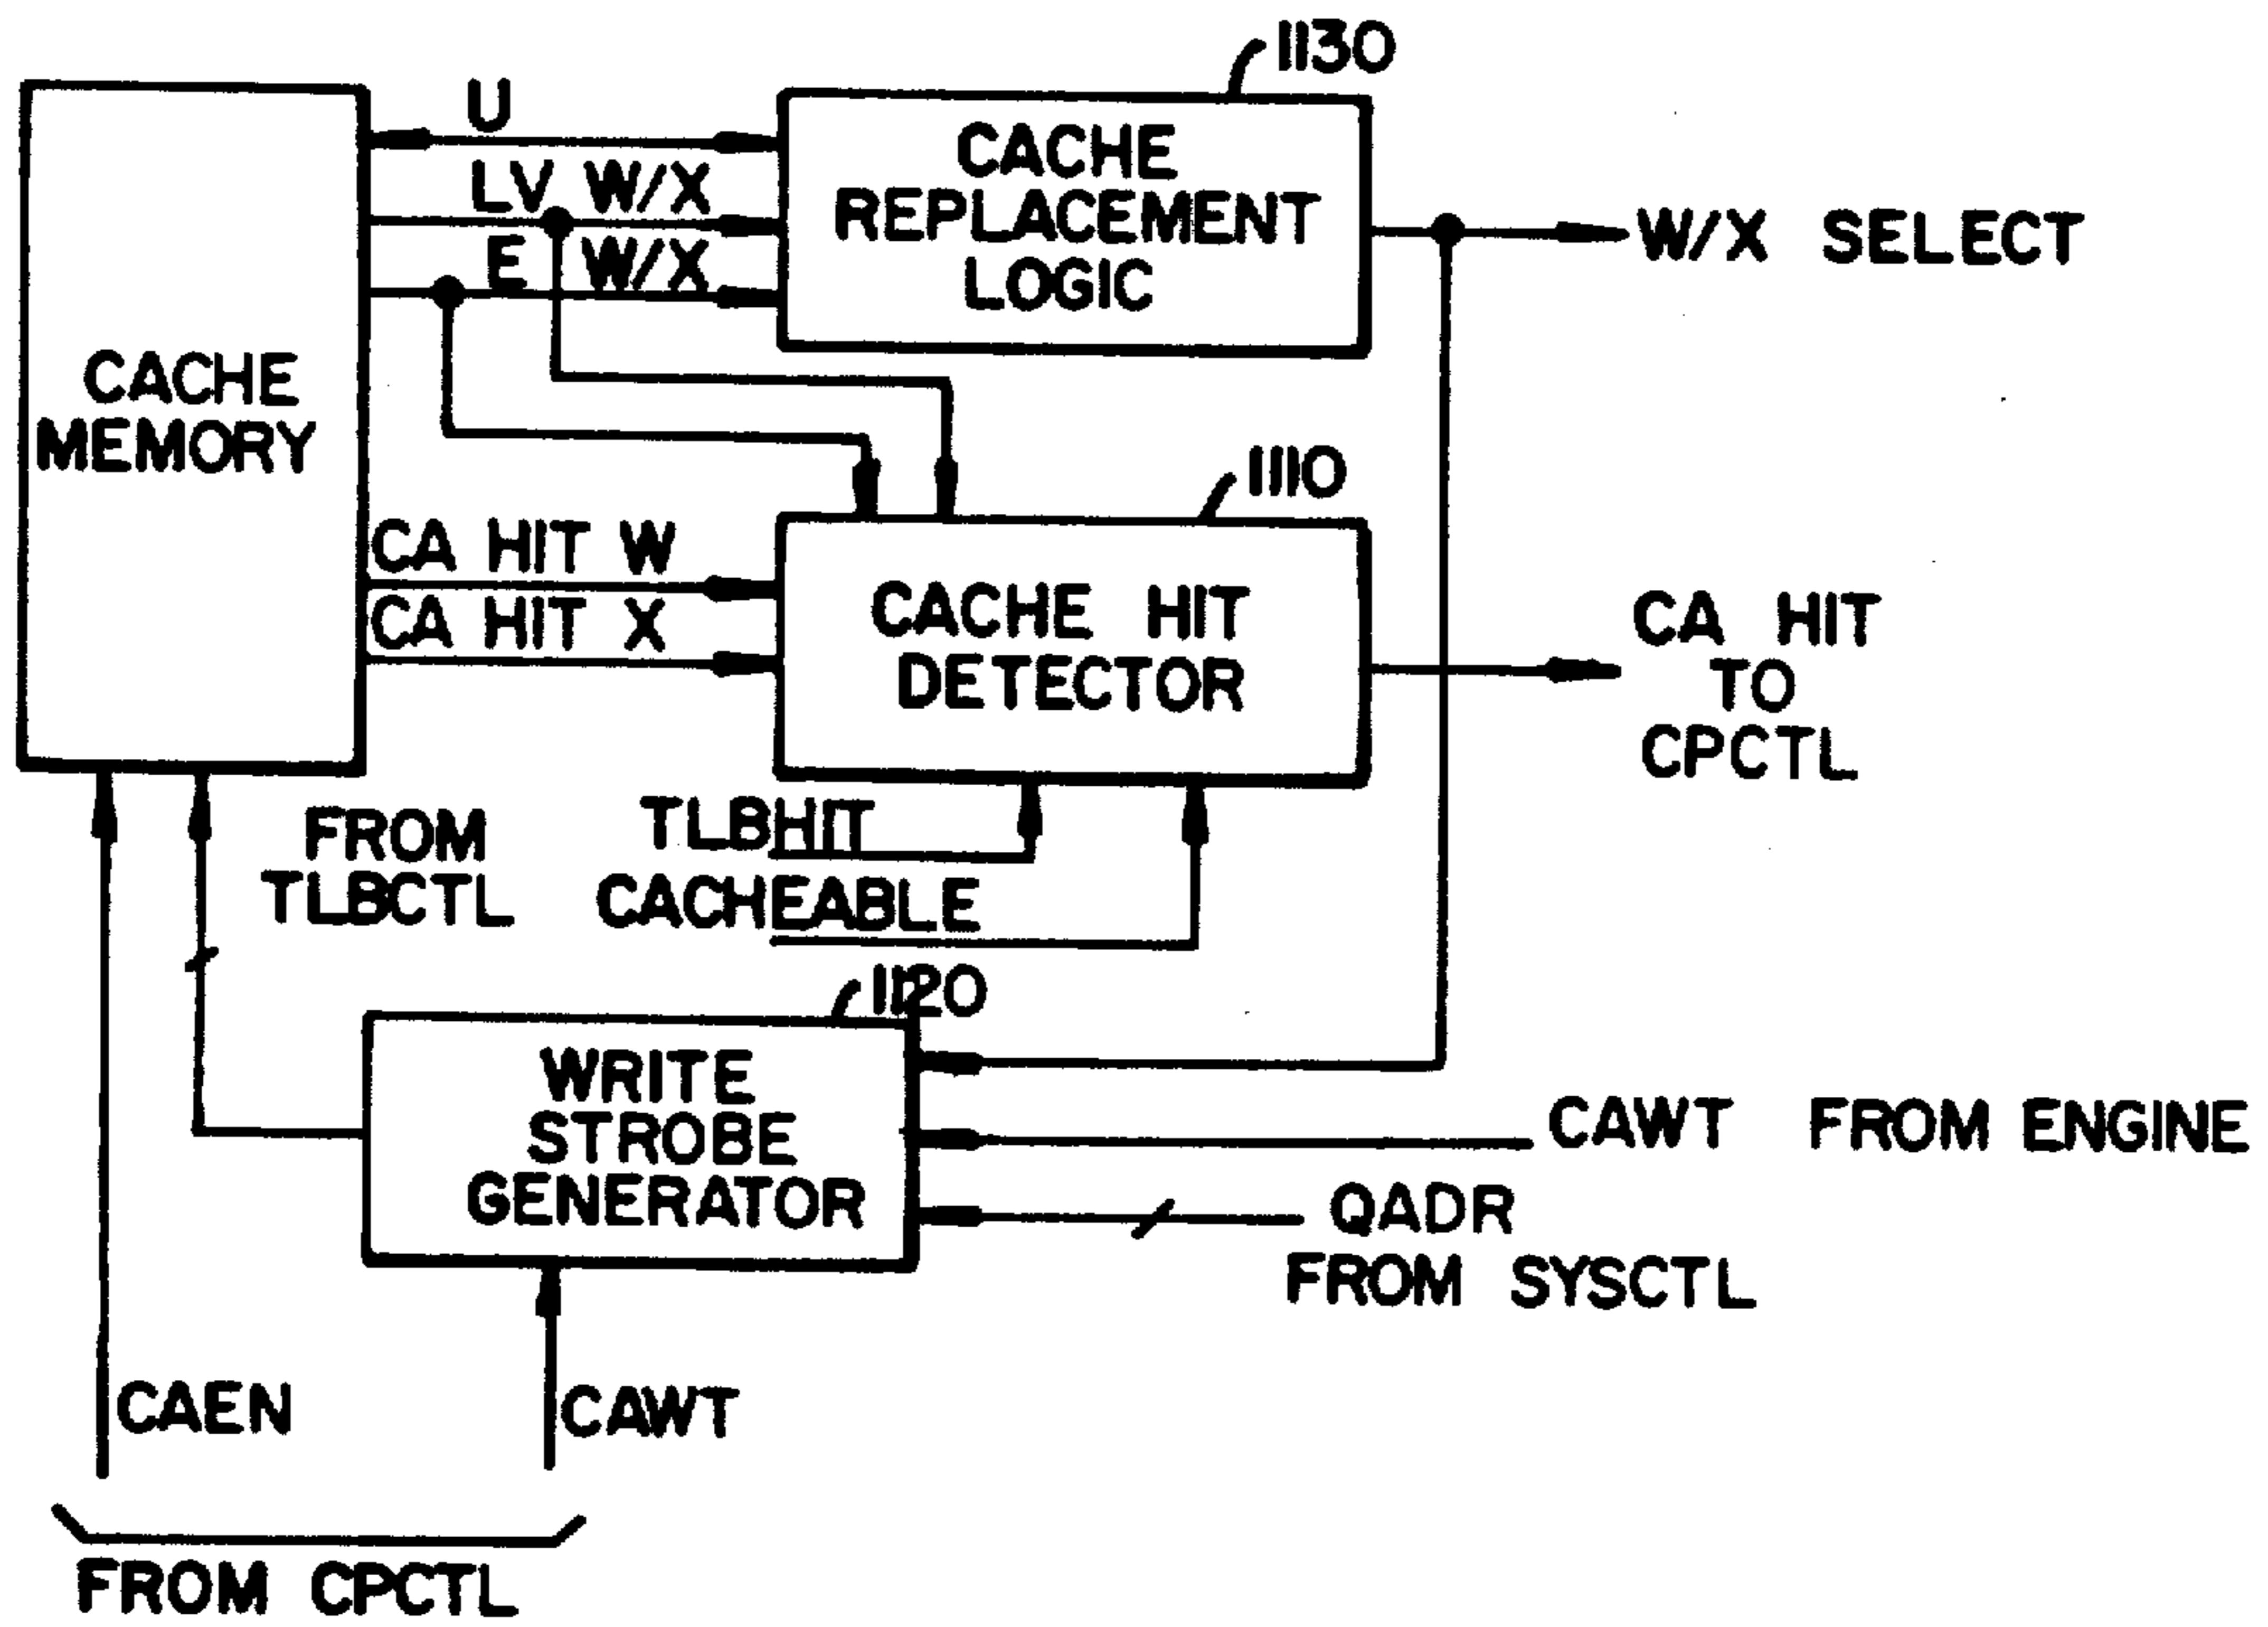 1130
U
CACHE
REPLACEMENT
LOGIC
LV W/X
E W/X
W/X SELECT
CACHE
MEMORY
1110
CA HIT W
CA HIT X
CACHE HIT
DETECTOR
CA HIT
TO
CPCTL
FROM
TLBCTL
TLBHIT
CACHEABLE
1120
WRITE
STROBE
GENERATOR
CAWT FROM ENGINE
QADR
FROM SYSCTL
CAEN
CAWT
FROM CPCTL